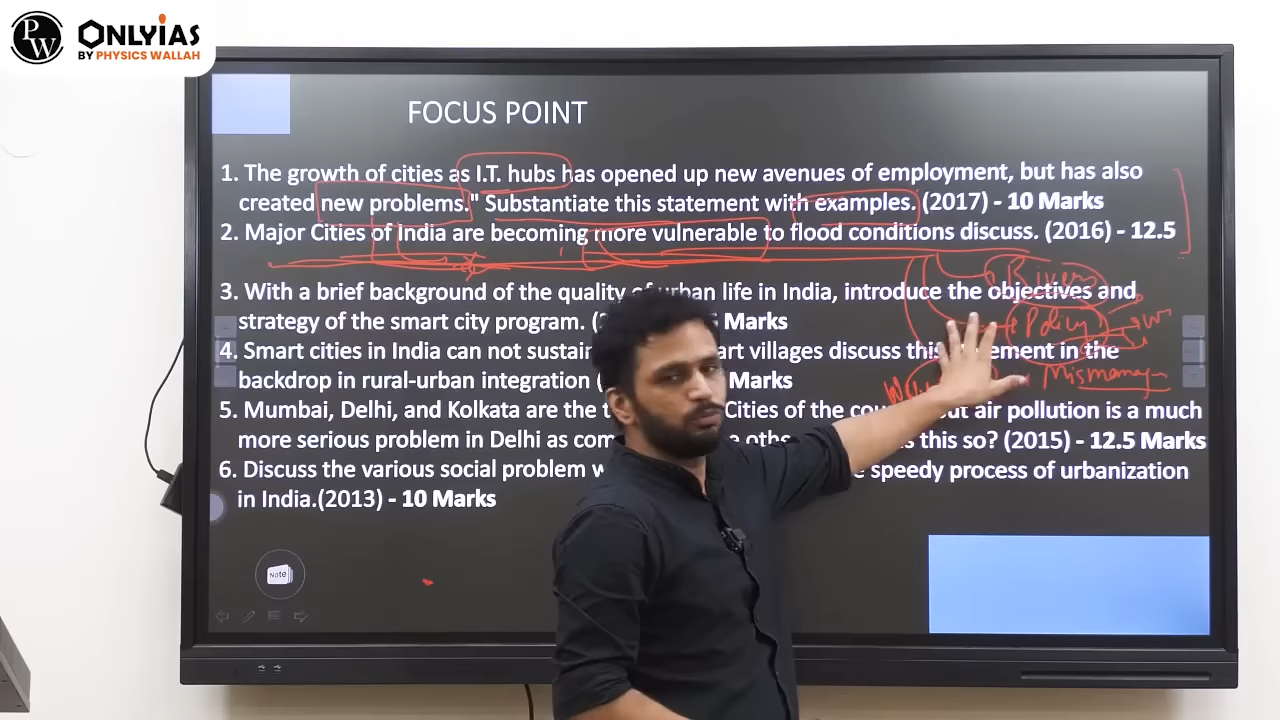 PW
ONLYIAS
BY PHYSICS WALLAH
FOCUS POINT
1. The growth of cities as I.T. hubs has opened up new avenues of employment, but has also
created new problems." Substantiate this statement with examples. (2017) - 10 Marks
2. Major Cities of India are becoming more vulnerable to flood conditions discuss. (2016) - 12.5
Rivers
3. With a brief background of the quality of urban life in India, introduce the objectives and
strategy of the smart city program. ( Marks
Policy
4. Smart cities in India can not sustain villages discuss this in the
backdrop in rural-urban integration ( Marks
Mismanag
5. Mumbai, Delhi, and Kolkata are the Cities of the air pollution is a much
more serious problem in Delhi as this so? (2015) - 12.5 Marks
6. Discuss the various social problem speedy process of urbanization
in India.(2013) - 10 Marks
Note